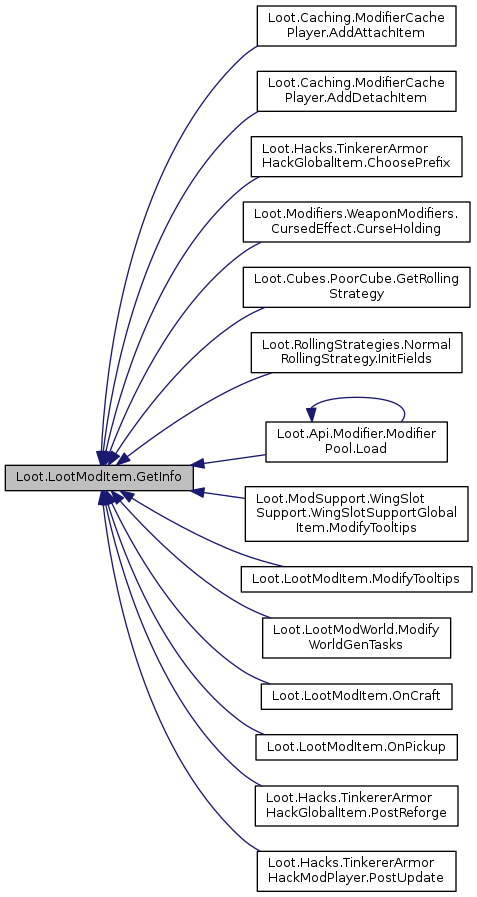 Loot.Caching.ModifierCache
Player.AddAttachItem
Loot.Caching.ModifierCache
Player.AddDetachItem
Loot.Hacks.TinkererArmor
HackGlobalItem.ChoosePrefix
Loot.Modifiers.WeaponModifiers.
CursedEffect.CurseHolding
Loot.Cubes.PoorCube.GetRolling
Strategy
Loot.RollingStrategies.Normal
RollingStrategy.InitFields
Loot.Api.Modifier.Modifier
Pool.Load
Loot.LootModItem.GetInfo
Loot.ModSupport.WingSlot
Support.WingSlotSupportGlobal
Item.ModifyTooltips
Loot.LootModItem.ModifyTooltips
Loot.LootModWorld.Modify
WorldGenTasks
Loot.LootModItem.OnCraft
Loot.LootModItem.OnPickup
Loot.Hacks.TinkererArmor
HackGlobalItem.PostReforge
Loot.Hacks.TinkererArmor
HackModPlayer.PostUpdate